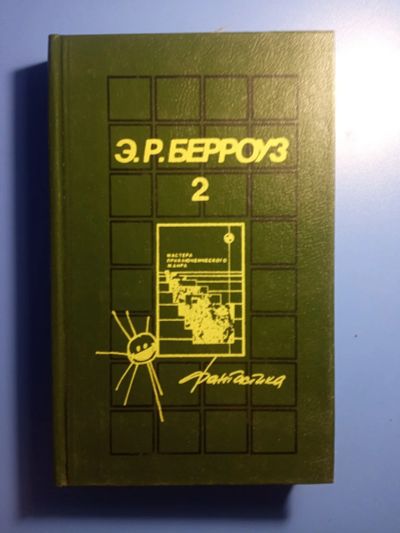 Э.Р.БЕРРОУЗ
2
МАСТЕРА
ПРИКЛЮЧЕНЧЕСКОГО
ЖАНРА
фантастика